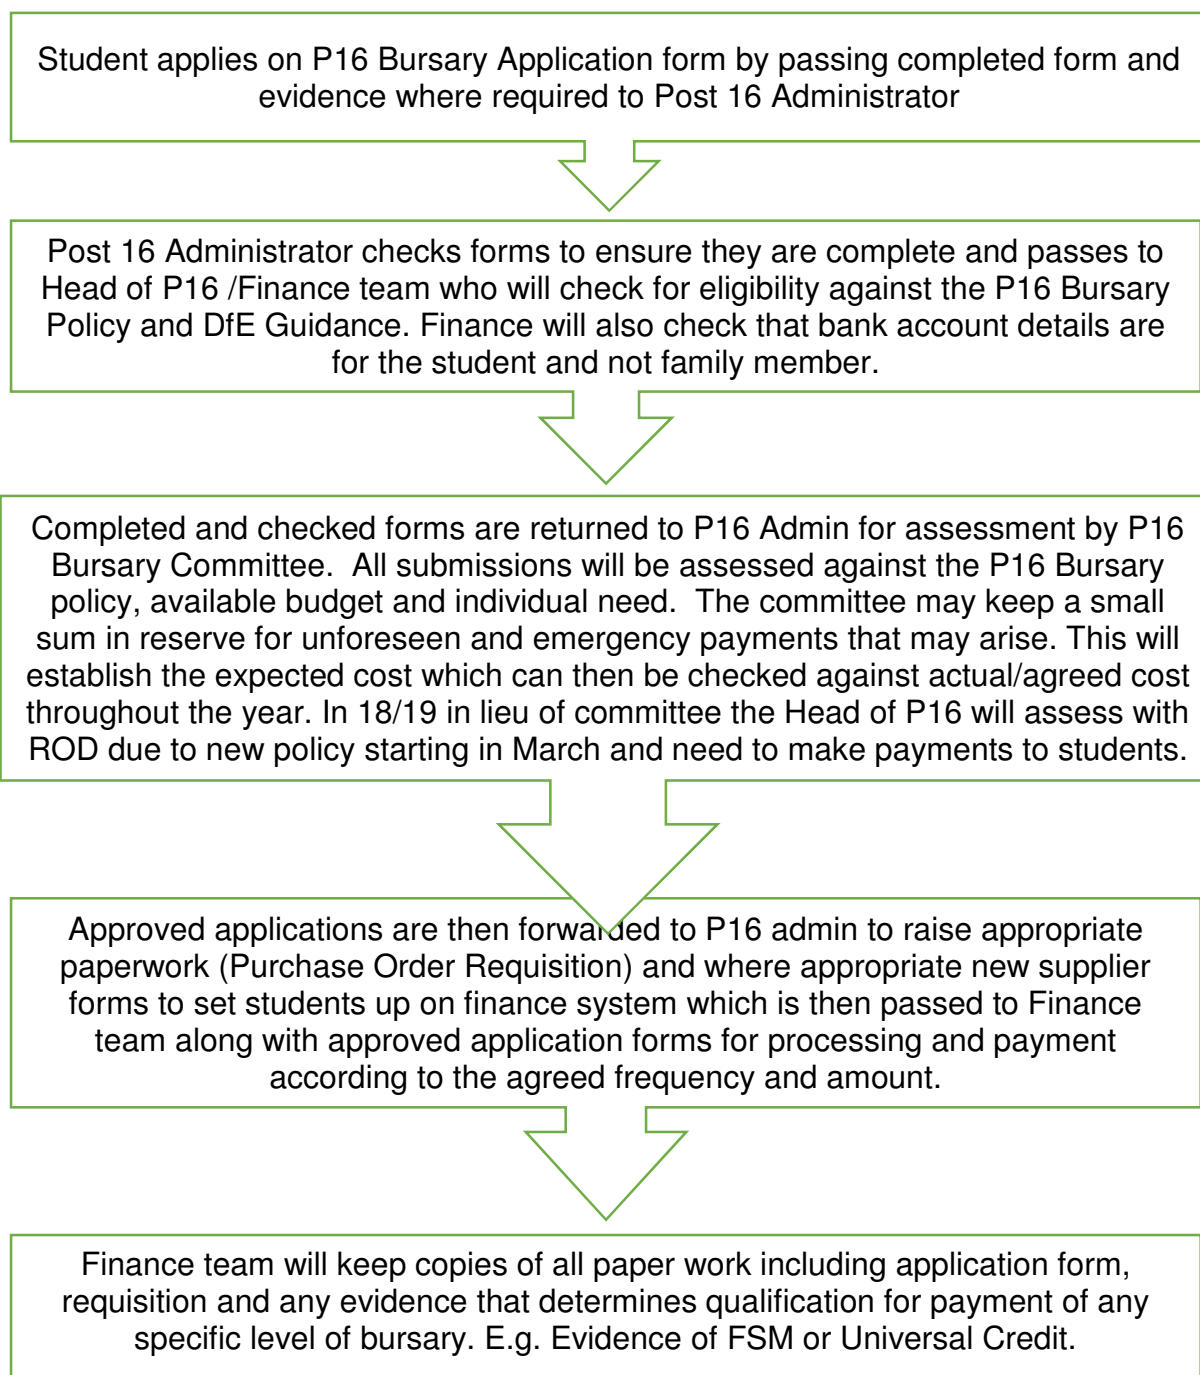 Student applies on P16 Bursary Application form by passing completed form and
evidence where required to Post 16 Administrator
Post 16 Administrator checks forms to ensure they are complete and passes to
Head of P16 /Finance team who will check for eligibility against the P16 Bursary
Policy and DfE Guidance. Finance will also check that bank account details are
for the student and not family member.
Completed and checked forms are returned to P16 Admin for assessment by P16
Bursary Committee.  All submissions will be assessed against the P16 Bursary
policy, available budget and individual need.  The committee may keep a small
sum in reserve for unforeseen and emergency payments that may arise. This will
establish the expected cost which can then be checked against actual/agreed cost
throughout the year. In 18/19 in lieu of committee the Head of P16 will assess with
ROD due to new policy starting in March and need to make payments to students.
Approved applications are then forwarded to P16 admin to raise appropriate
paperwork (Purchase Order Requisition) and where appropriate new supplier
forms to set students up on finance system which is then passed to Finance
team along with approved application forms for processing and payment
according to the agreed frequency and amount.
Finance team will keep copies of all paper work including application form,
requisition and any evidence that determines qualification for payment of any
specific level of bursary. E.g. Evidence of FSM or Universal Credit.